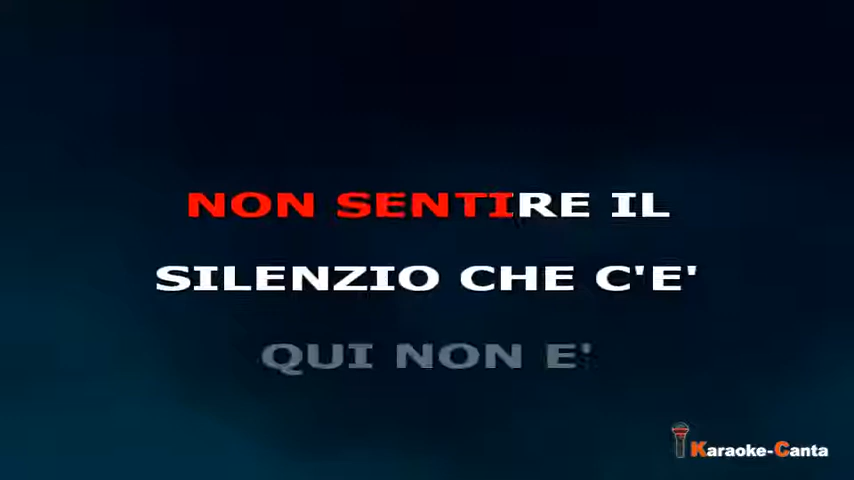 NON SENTIRE IL
SILENZIO CHE C'E'
QUI NON E'
Karaoke-Canta